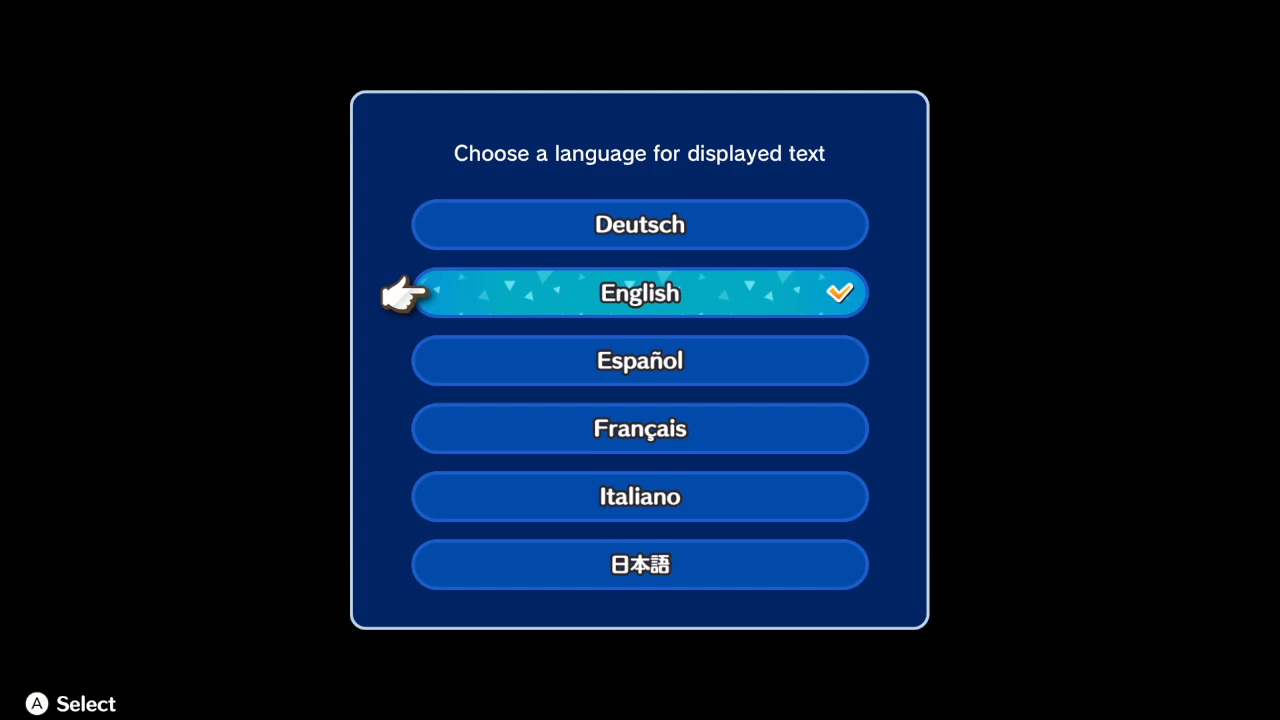 Choose a language for displayed text
Deutsch
English
Español
Français
Italiano
日本語
A Select